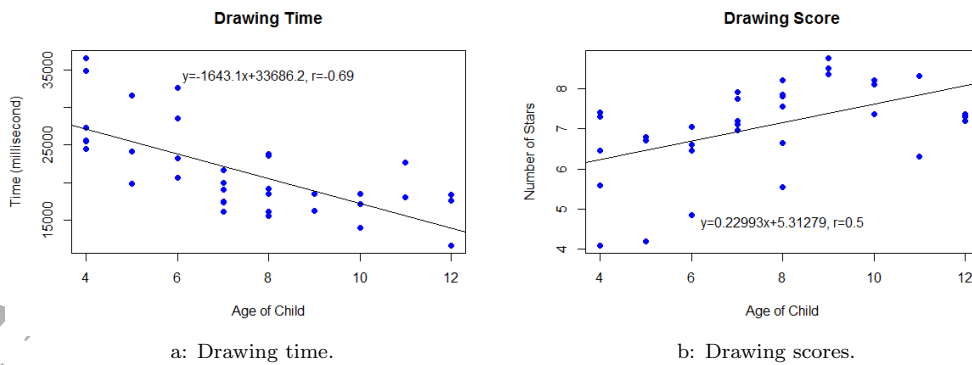 Drawing Time
Time (millisecond)
35000
25000
15000
y=-1643.1x+33686.2, r=-0.69
4 6 8 10 12
Age of Child
a: Drawing time.
Drawing Score
Number of Stars
8
7
6
5
4
y=0.22993x+5.31279, r=0.5
4 6 8 10 12
Age of Child
b: Drawing scores.